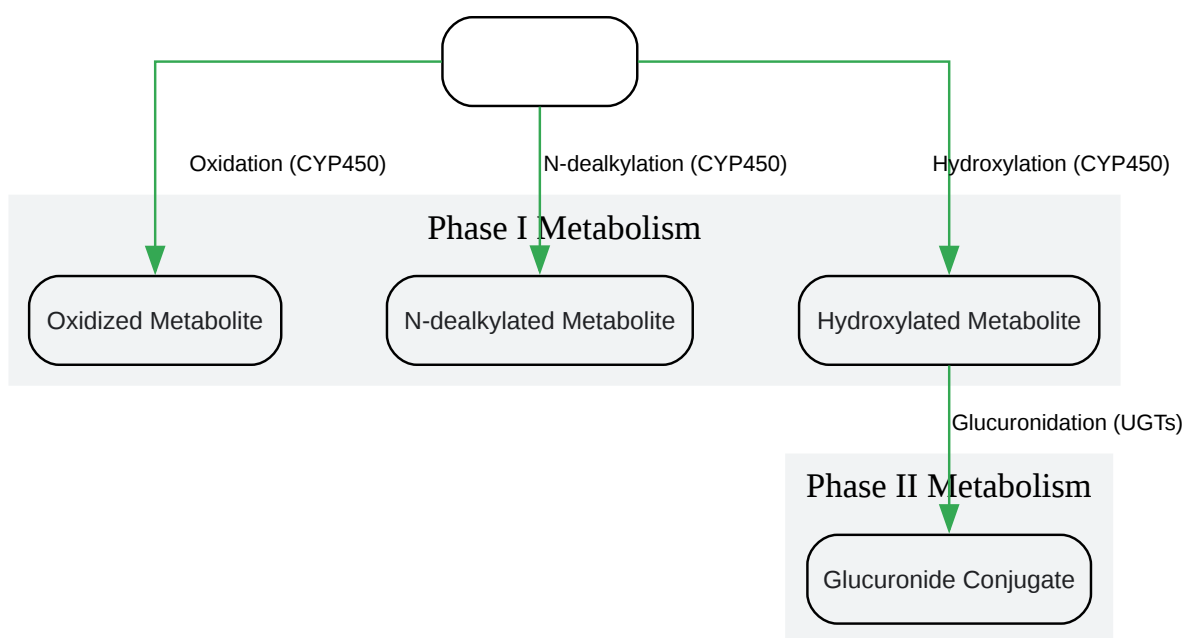 Oxidation (CYP450)
N-dealkylation (CYP450)
Hydroxylation (CYP450)
Phase I Metabolism
Oxidized Metabolite
N-dealkylated Metabolite
Hydroxylated Metabolite
Glucuronidation (UGTs)
Phase II Metabolism
Glucuronide Conjugate